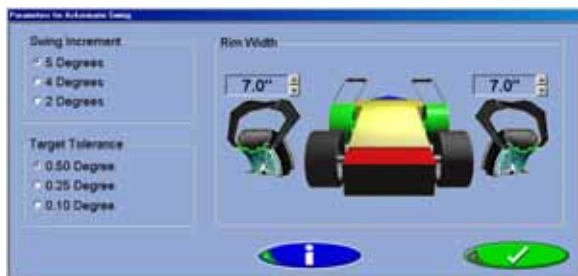 Parameters for Ackermann Swing
Swing Increment
5 Degrees
4 Degrees
2 Degrees
Target Tolerance
0.50 Degree
0.25 Degree
0.10 Degree
Rim Width
7.0"
7.0"
i